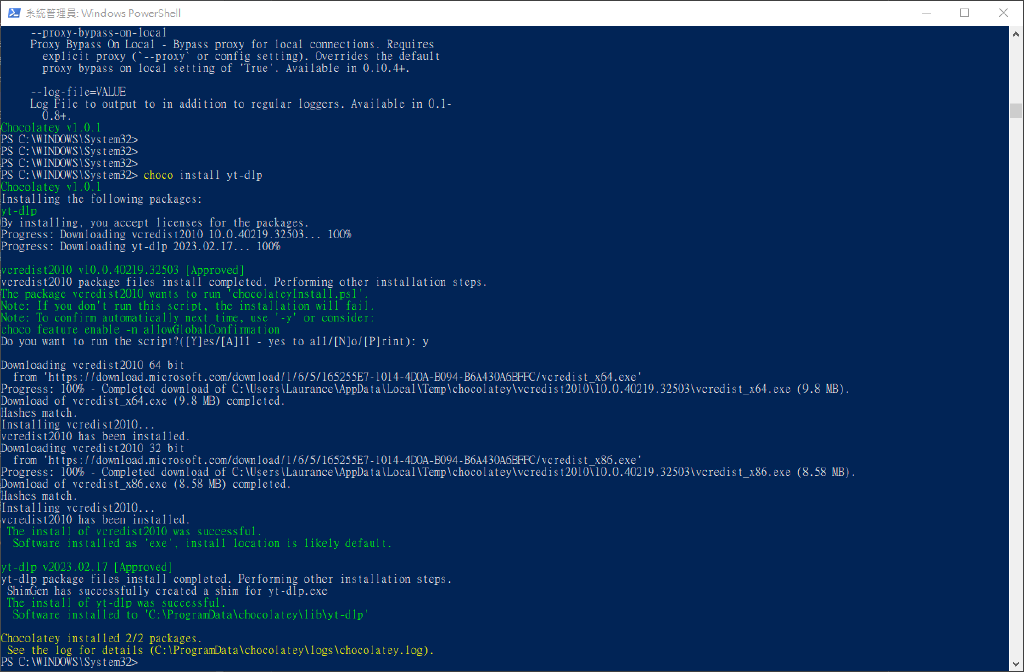 系統管理員: Windows PowerShell
--proxy-bypass-on-local
Proxy Bypass On Local - Bypass proxy for local connections. Requires
explicit proxy (`--proxy` or config setting). Overrides the default
proxy bypass on local setting of 'True'. Available in 0.10.4+.
--log-file=VALUE
Log File to output to in addition to regular loggers. Available in 0.1-
0.8+.
Chocolatey v1.0.1
PS C:\WINDOWS\System32>
PS C:\WINDOWS\System32>
PS C:\WINDOWS\System32>
PS C:\WINDOWS\System32> choco install yt-dlp
Chocolatey v1.0.1
Installing the following packages:
yt-dlp
By installing, you accept licenses for the packages.
Progress: Downloading vcredist2010 10.0.40219.32503... 100%
Progress: Downloading yt-dlp 2023.02.17... 100%
vcredist2010 v10.0.40219.32503 [Approved]
vcredist2010 package files install completed. Performing other installation steps.
The package vcredist2010 wants to run 'chocolateyInstall.ps1'.
Note: If you don't run this script, the installation will fail.
Note: To confirm automatically next time, use '-y' or consider:
choco feature enable -n allowGlobalConfirmation
Do you want to run the script?([Y]es/[A]ll - yes to all/[N]o/[P]rint): y
Downloading vcredist2010 64 bit
from 'https://download.microsoft.com/download/1/6/5/165255E7-1014-4D0A-B094-B6A430A6BFFC/vcredist_x64.exe'
Progress: 100% - Completed download of C:\Users\Laurance\AppData\Local\Temp\chocolatey\vcredist2010\10.0.40219.32503\vcredist_x64.exe (9.8 MB).
Download of vcredist_x64.exe (9.8 MB) completed.
Hashes match.
Installing vcredist2010...
vcredist2010 has been installed.
Downloading vcredist2010 32 bit
from 'https://download.microsoft.com/download/1/6/5/165255E7-1014-4D0A-B094-B6A430A6BFFC/vcredist_x86.exe'
Progress: 100% - Completed download of C:\Users\Laurance\AppData\Local\Temp\chocolatey\vcredist2010\10.0.40219.32503\vcredist_x86.exe (8.58 MB).
Download of vcredist_x86.exe (8.58 MB) completed.
Hashes match.
Installing vcredist2010...
vcredist2010 has been installed.
The install of vcredist2010 was successful.
Software installed as 'exe', install location is likely default.
yt-dlp v2023.02.17 [Approved]
yt-dlp package files install completed. Performing other installation steps.
ShimGen has successfully created a shim for yt-dlp.exe
The install of yt-dlp was successful.
Software installed to 'C:\ProgramData\chocolatey\lib\yt-dlp'
Chocolatey installed 2/2 packages.
See the log for details (C:\ProgramData\chocolatey\logs\chocolatey.log).
PS C:\WINDOWS\System32>